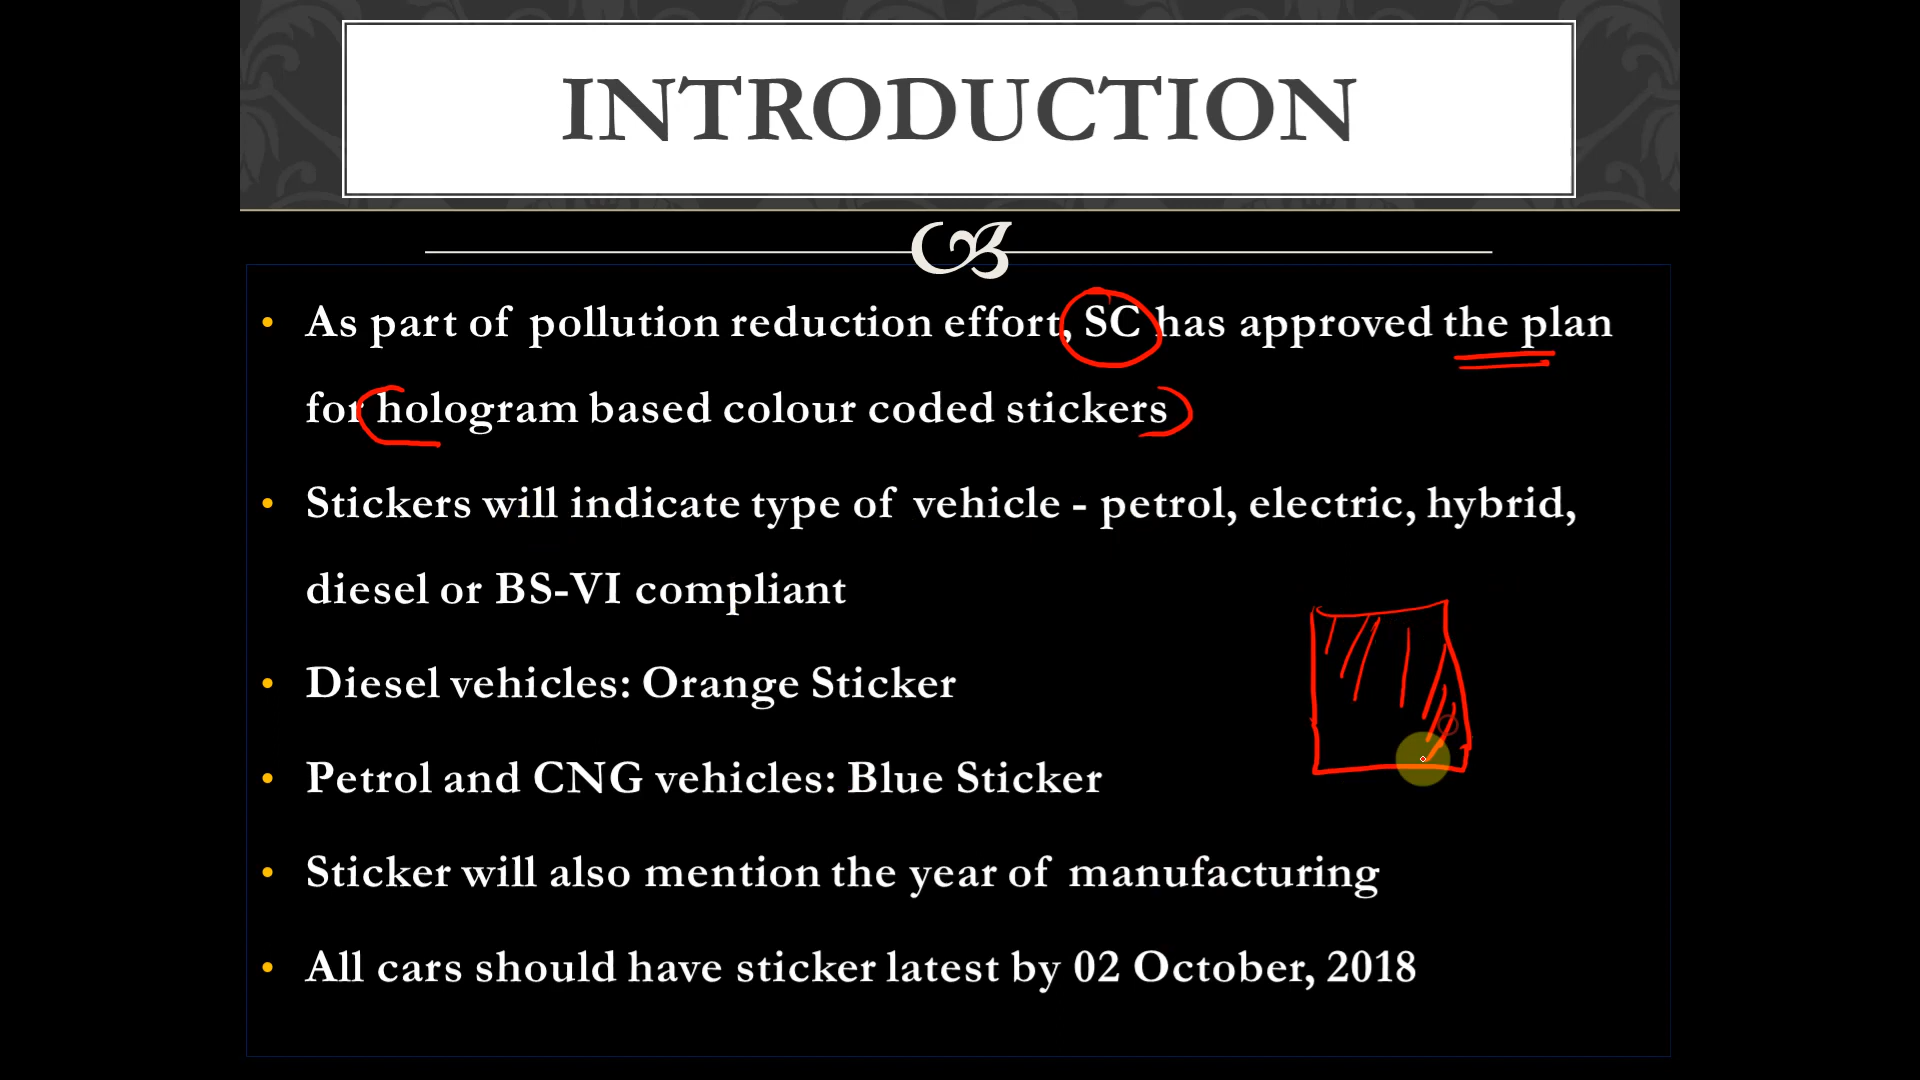 INTRODUCTION
• As part of pollution reduction effort, SC has approved the plan
for hologram based colour coded stickers
• Stickers will indicate type of vehicle - petrol, electric, hybrid,
diesel or BS-VI compliant
• Diesel vehicles: Orange Sticker
• Petrol and CNG vehicles: Blue Sticker
• Sticker will also mention the year of manufacturing
• All cars should have sticker latest by 02 October, 2018